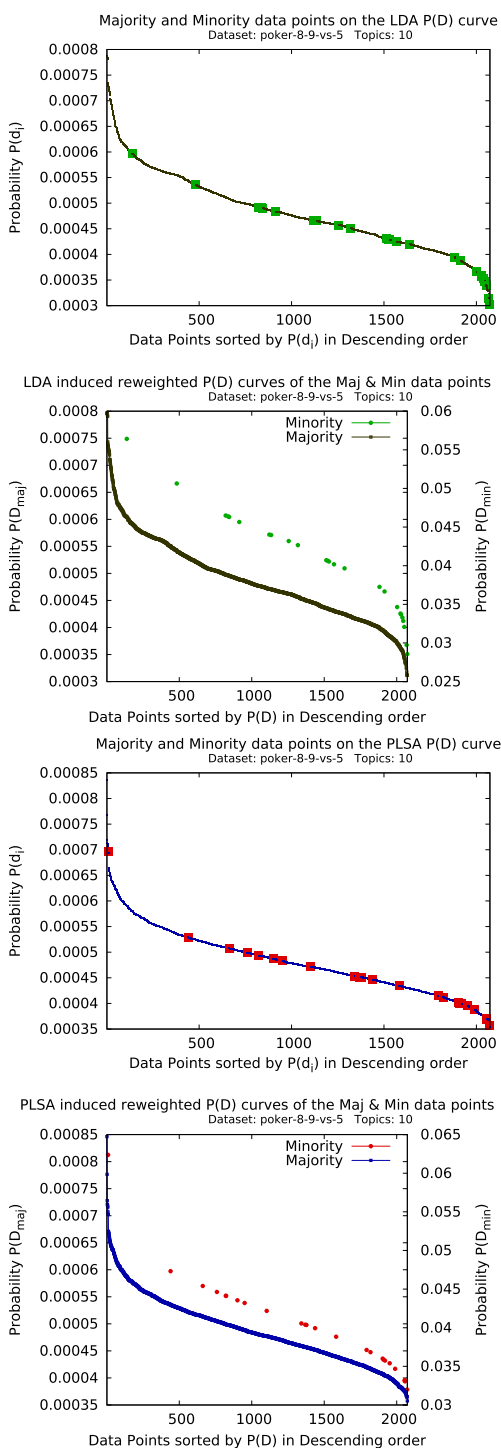 Majority and Minority data points on the LDA P(D) curve
Dataset: poker-8-9-vs-5 Topics: 10
0.0008
0.00075
0.0007
0.00065
0.0006
0.00055
0.0005
0.00045
0.0004
0.00035
0.0003
Probability P(di)
500 1000 1500 2000
Data Points sorted by P(di) in Descending order
LDA induced reweighted P(D) curves of the Maj & Min data points
Dataset: poker-8-9-vs-5 Topics: 10
Minority
Majority
0.0008
0.00075
0.0007
0.00065
0.0006
0.00055
0.0005
0.00045
0.0004
0.00035
0.0003
Probability P(Dmaj)
0.06
0.055
0.05
0.045
0.04
0.035
0.03
0.025
Probability P(Dmin)
500 1000 1500 2000
Data Points sorted by P(D) in Descending order
Majority and Minority data points on the PLSA P(D) curve
Dataset: poker-8-9-vs-5 Topics: 10
0.00085
0.0008
0.00075
0.0007
0.00065
0.0006
0.00055
0.0005
0.00045
0.0004
0.00035
Probability P(di)
500 1000 1500 2000
Data Points sorted by P(di) in Descending order
PLSA induced reweighted P(D) curves of the Maj & Min data points
Dataset: poker-8-9-vs-5 Topics: 10
Minority
Majority
0.00085
0.0008
0.00075
0.0007
0.00065
0.0006
0.00055
0.0005
0.00045
0.0004
0.00035
Probability P(Dmaj)
0.065
0.06
0.055
0.05
0.045
0.04
0.035
0.03
Probability P(Dmin)
500 1000 1500 2000
Data Points sorted by P(D) in Descending order